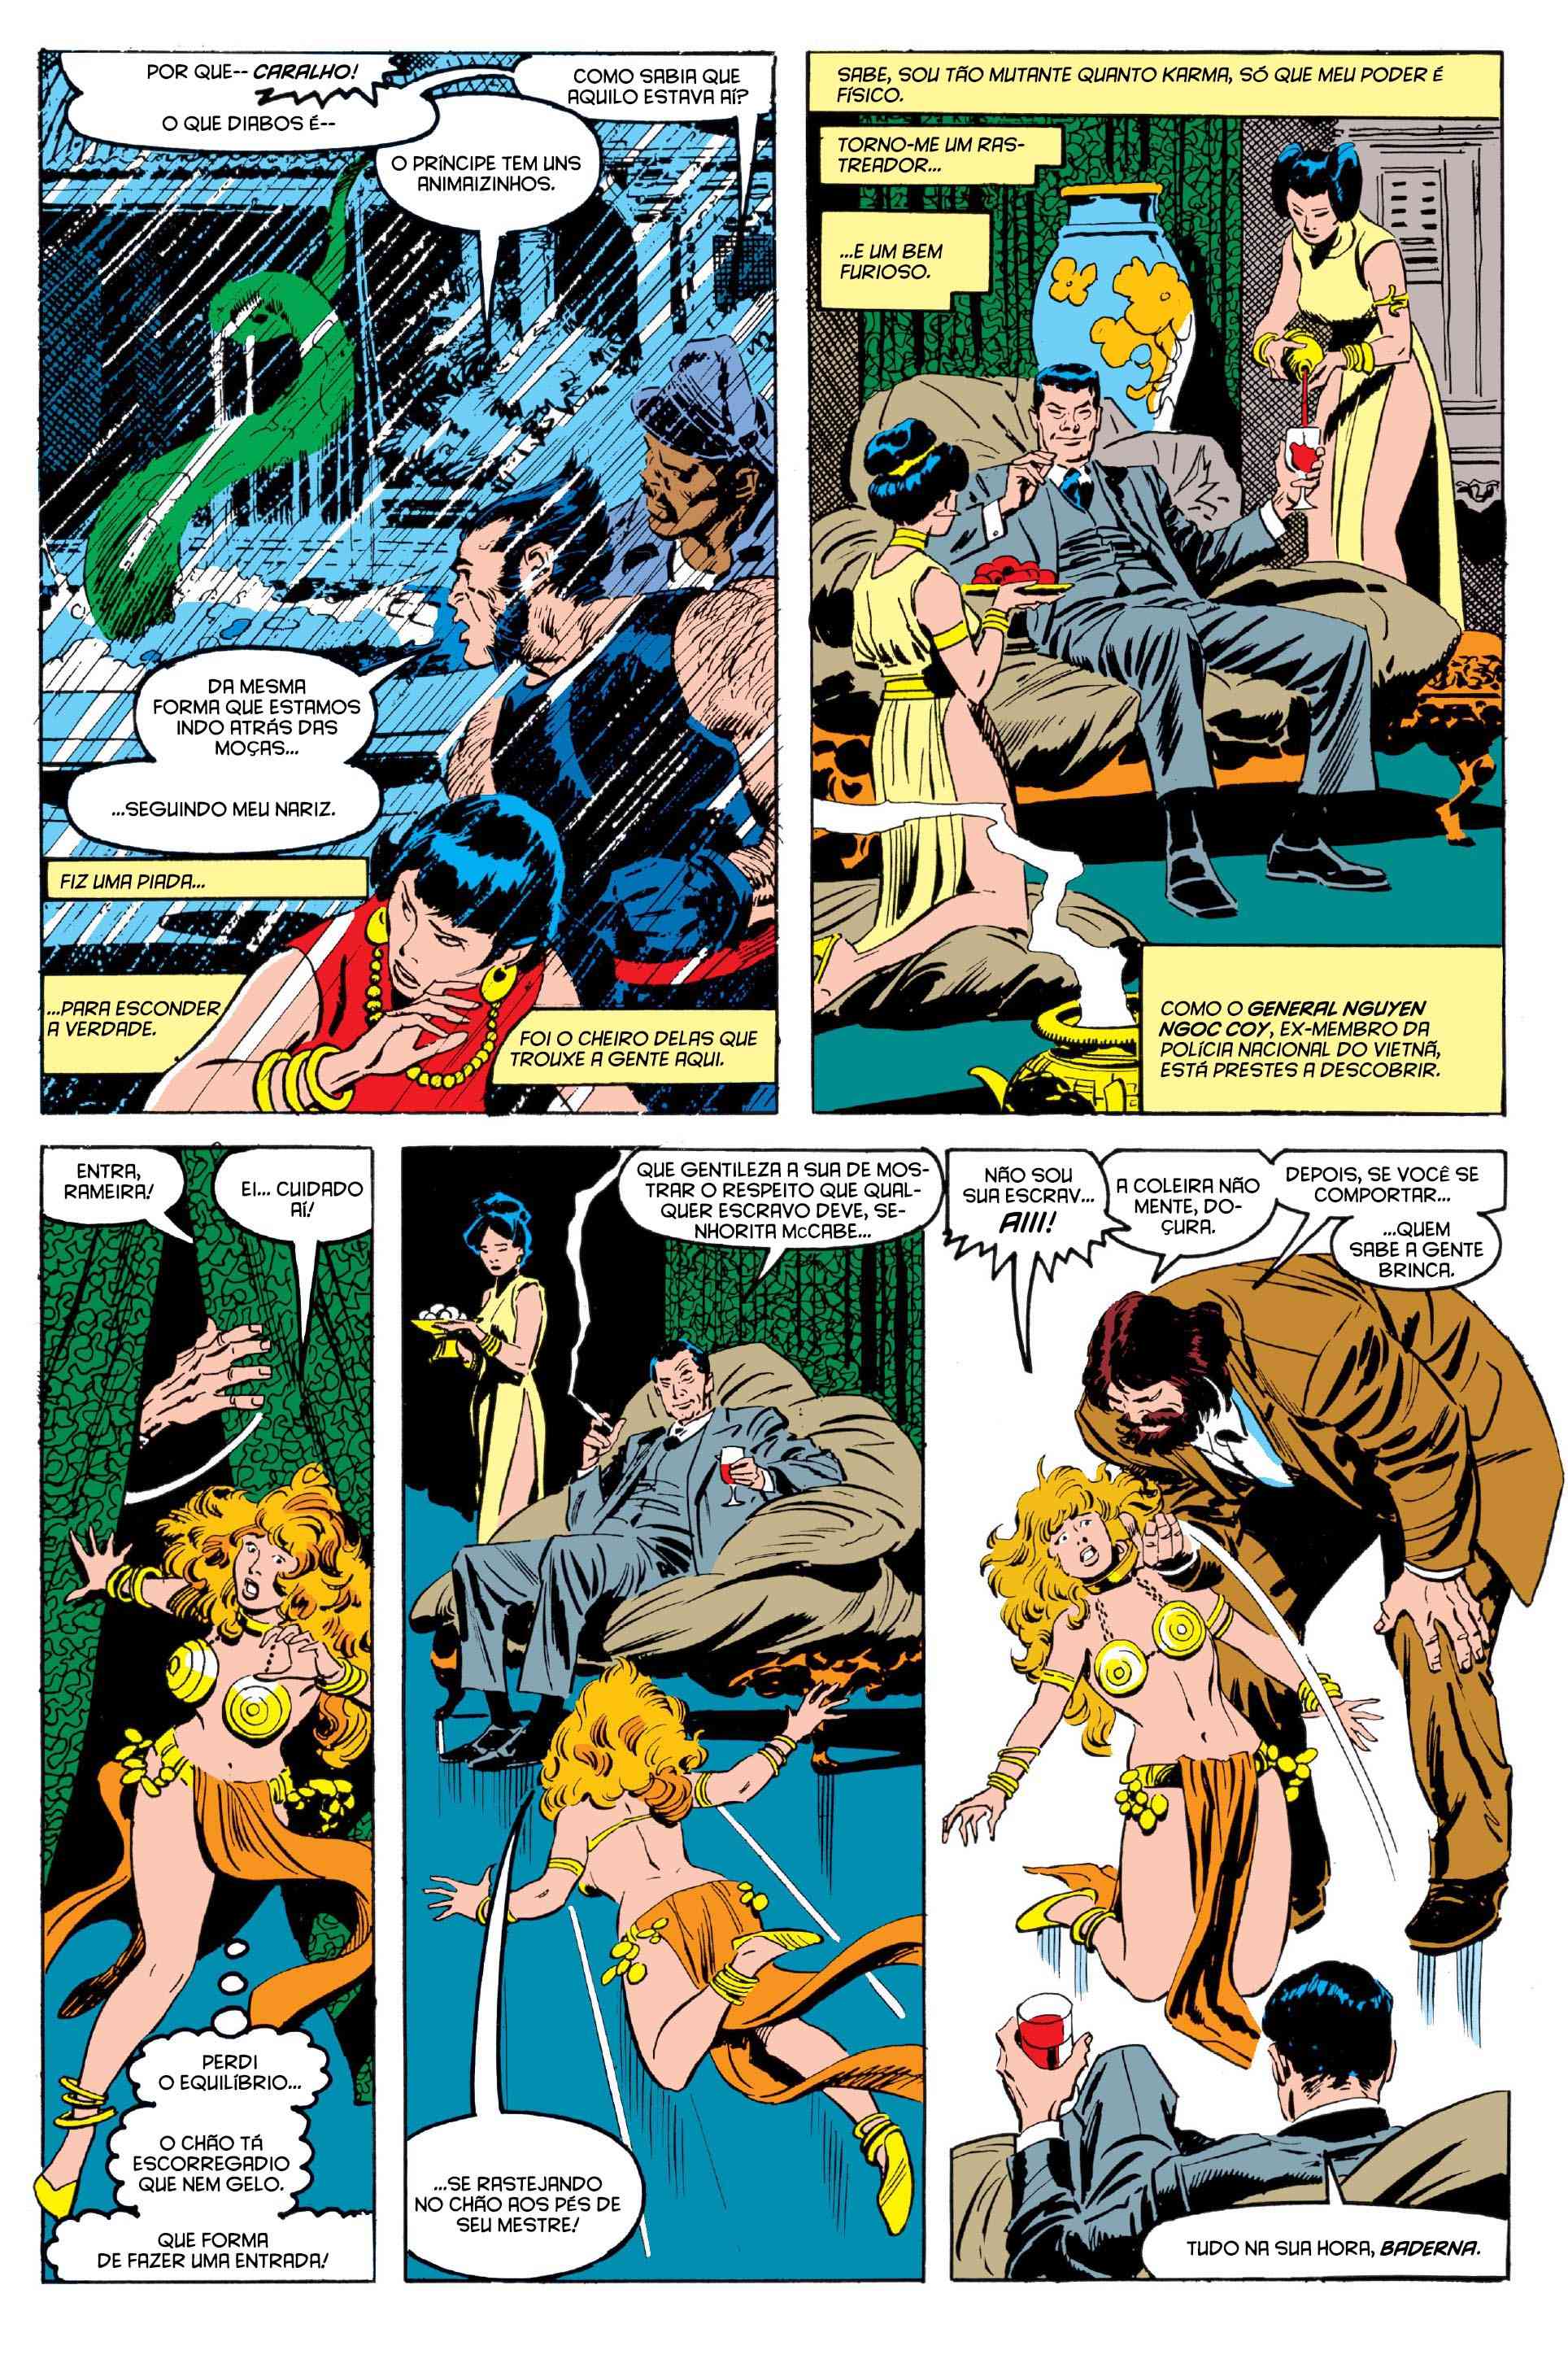 POR QUE-- CARALHO!
O QUE DIABOS É--
O PRÍNCIPE TEM UNS
ANIMAIZINHOS.
COMO SABIA QUE
AQUILO ESTAVA AÍ?
DA MESMA
FORMA QUE ESTAMOS
INDO ATRÁS DAS
MOÇAS...
...SEGUINDO MEU NARIZ.
FIZ UMA PIADA...
...PARA ESCONDER
A VERDADE.
FOI O CHEIRO DELAS QUE
TROUXE A GENTE AQUI.
SABE, SOU TÃO MUTANTE QUANTO KARMA, SÓ QUE MEU PODER É
FÍSICO.
TORNO-ME UM RAS-
TREADOR...
...E UM BEM
FURIOSO.
COMO O GENERAL NGUYEN
NGOC COY, EX-MEMBRO DA
POLÍCIA NACIONAL DO VIETNÃ,
ESTÁ PRESTES A DESCOBRIR.
ENTRA,
RAMEIRA!
EI... CUIDADO
AÍ!
PERDI
O EQUILÍBRIO...
O CHÃO TÁ
ESCORREGADIO
QUE NEM GELO.
QUE FORMA
DE FAZER UMA ENTRADA!
QUE GENTILEZA A SUA DE MOS-
TRAR O RESPEITO QUE QUAL-
QUER ESCRAVO DEVE, SE-
NHORITA McCABE...
...SE RASTEJANDO
NO CHÃO AOS PÉS DE
SEU MESTRE!
NÃO SOU
SUA ESCRAV...
AIII!
A COLEIRA NÃO
MENTE, DO-
ÇURA.
DEPOIS, SE VOCÊ SE
COMPORTAR...
...QUEM
SABE A GENTE
BRINCA.
TUDO NA SUA HORA, BADERNA.